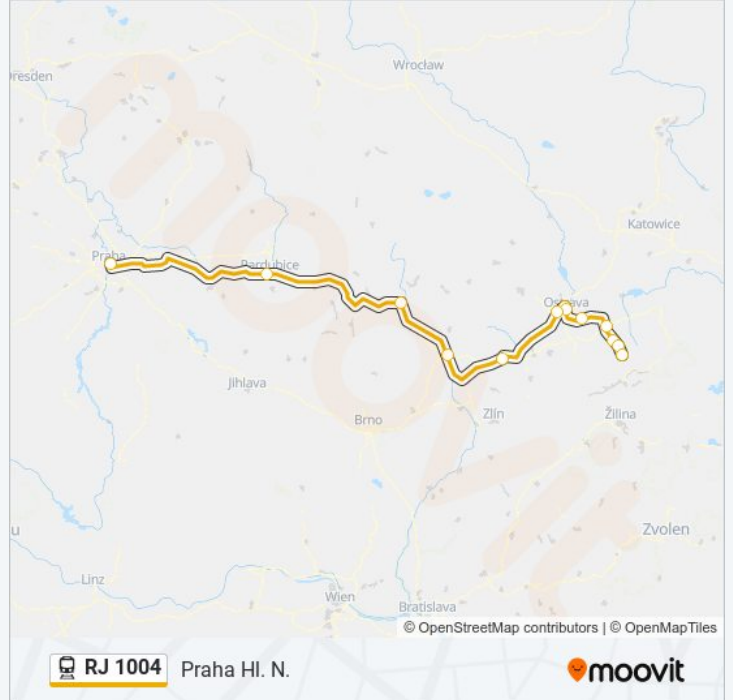 Wrocław
Dresden
Katowice
Praha
Pardubice
Ostrava
Jihlava
Zlín
Žilina
Brno
Zvolen
u
Linz
Wien
Bratislava
© OpenStreetMap contributors | © OpenMapTiles
RJ 1004 Praha Hl. N.
moovit